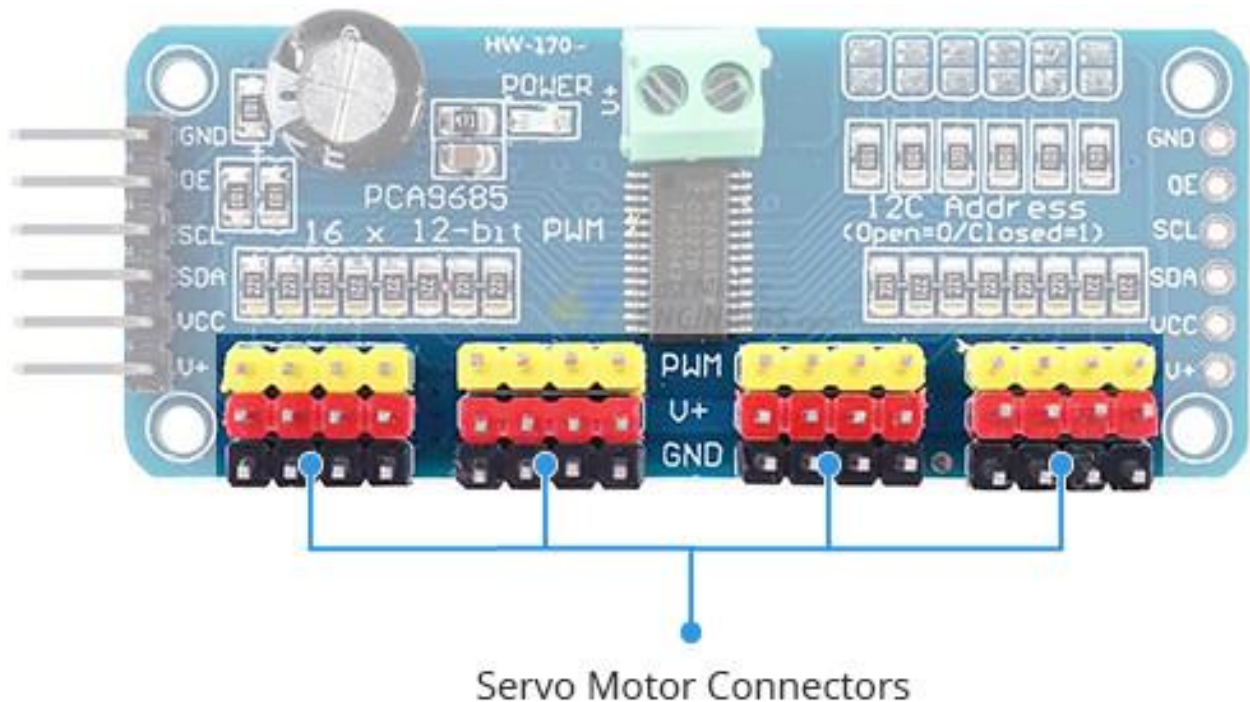 HW-170-
POWER
V+
GND
OE
SCL
SDA
VCC
V+
PCA9685
16 x 12-bit PWM
I2C Address
(Open=0/Closed=1)
GND
OE
SCL
SDA
VCC
V+
PWM
V+
GND
Servo Motor Connectors